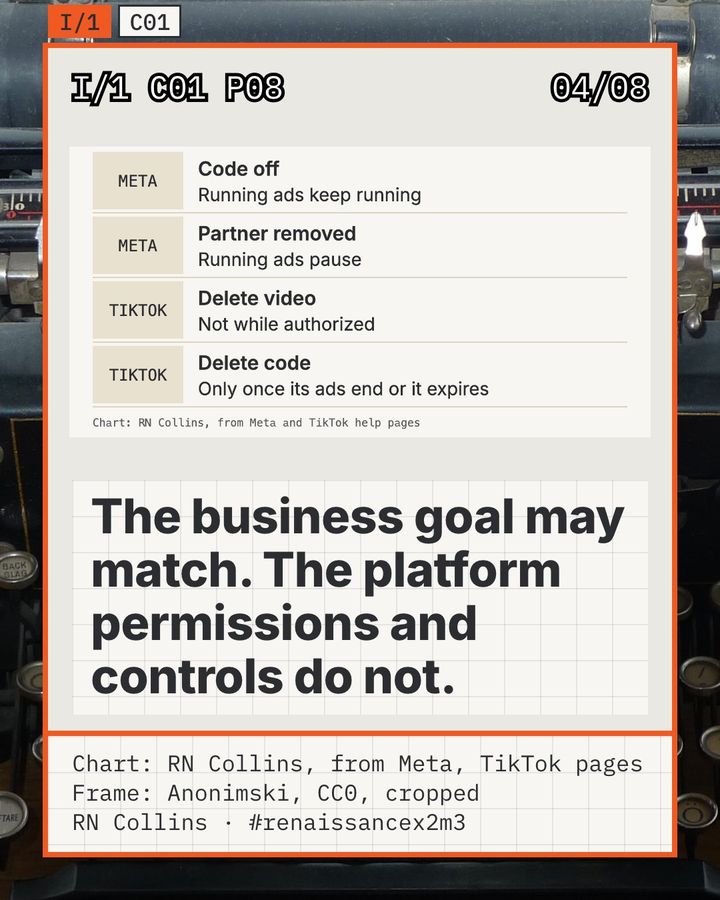 I/1 C01
I/1 C01 P08 04/08
META Code off
Running ads keep running
META Partner removed
Running ads pause
TIKTOK Delete video
Not while authorized
TIKTOK Delete code
Only once its ads end or it expires
Chart: RN Collins, from Meta and TikTok help pages
The business goal may
match. The platform
permissions and
controls do not.
Chart: RN Collins, from Meta, TikTok pages
Frame: Anonimski, CC0, cropped
RN Collins · #renaissancex2m3
BACK